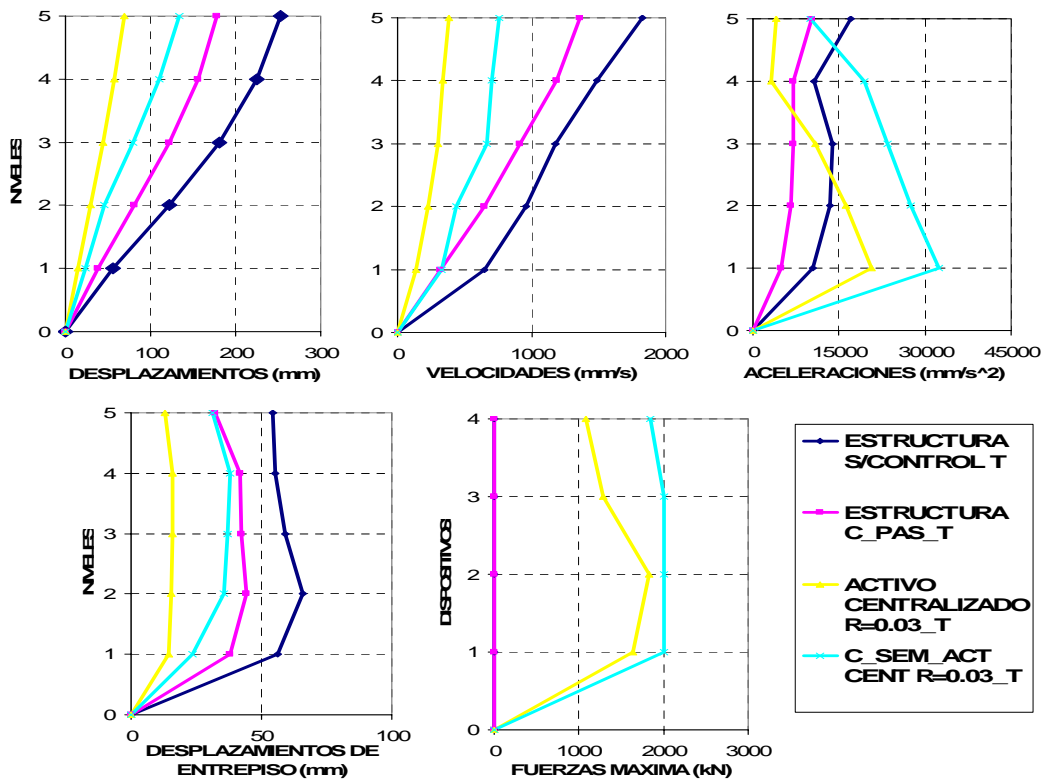 5
4
3
2
1
0
NIVELES
0 100 200 300
DESPLAZAMIENTOS (mm)
5
4
3
2
1
0
0 1000 2000
VELOCIDADES (mm/s)
5
4
3
2
1
0
0 15000 30000 45000
ACELERACIONES (mm/s^2)
5
4
3
2
1
0
NIVELES
0 50 100
DESPLAZAMIENTOS DE
ENTREPISO (mm)
4
3
2
1
0
DISPOSITIVOS
0 1000 2000 3000
FUERZAS MAXIMA (kN)
ESTRUCTURA
S/CONTROL T
ESTRUCTURA
C_PAS_T
ACTIVO
CENTRALIZADO
R=0.03_T
C_SEM_ACT
CENT R=0.03_T